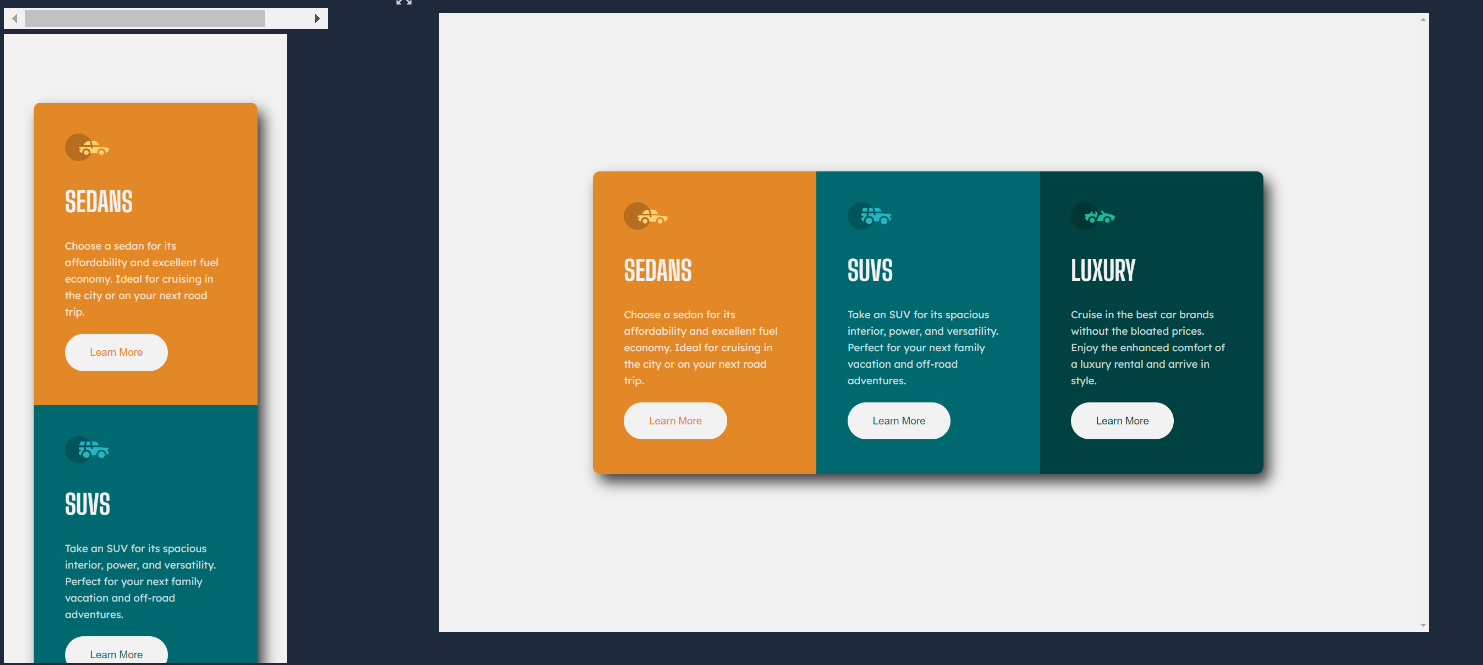 SEDANS
Choose a sedan for its
affordability and excellent fuel
economy. Ideal for cruising in
the city or on your next road
trip.
Learn More
SUVS
Take an SUV for its spacious
interior, power, and versatility.
Perfect for your next family
vacation and off-road
adventures.
Learn More
SEDANS
Choose a sedan for its
affordability and excellent fuel
economy. Ideal for cruising in
the city or on your next road
trip.
Learn More
SUVS
Take an SUV for its spacious
interior, power, and versatility.
Perfect for your next family
vacation and off-road
adventures.
Learn More
LUXURY
Cruise in the best car brands
without the bloated prices.
Enjoy the enhanced comfort of
a luxury rental and arrive in
style.
Learn More